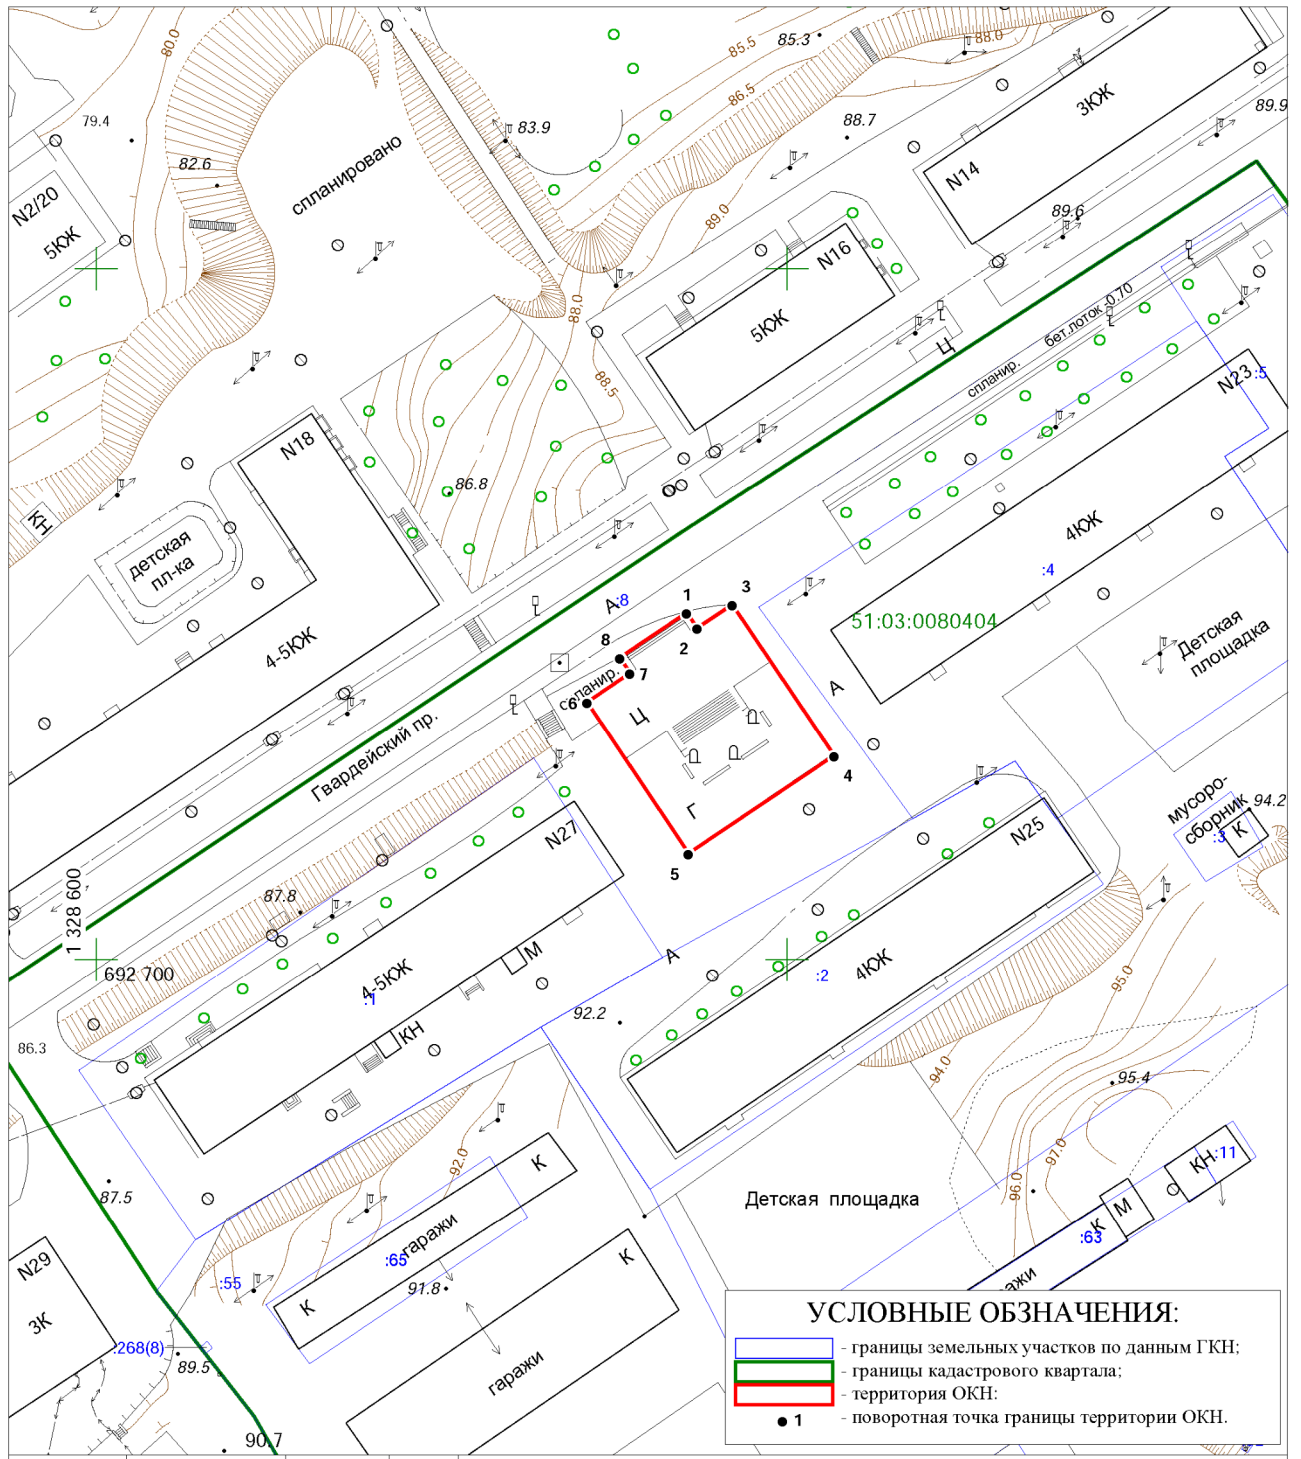 80.0
85.5
85.3
88.0
86.5
3КЖ
89.9
79.4
83.9
88.7
82.6
спланировано
N14
N2/20
5КЖ
89.0
89.6
N16
88,0
5КЖ
Ц
бет.лоток -0.70
спланир.
88.5
N23
:5
N18
86.8
КН
детская
пл-ка
4КЖ
:4
А
:8
1
3
51:03:0080404
2
8
7
6
спланир.
Ц
4-5КЖ
Детская
площадка
А
Гвардейский пр.
4
Г
5
мусоро-
сборник
94.2
К
:3
N27
N25
87.8
1 328 600
692 700
М
А
4-5КЖ
:1
4КЖ
:2
95.0
КН
92.2
86.3
94.0
95.4
92.0
К
97.0
96.0
КН
:11
87.5
Детская площадка
М
К
:63
гаражи
:65
К
N29
3К
:55
К
91.8
ажи
:268(8)
89.5
гаражи
90.7
УСЛОВНЫЕ ОБЗНАЧЕНИЯ:
- границы земельных участков по данным ГКН;
- границы кадастрового квартала;
- территория ОКН:
1 - поворотная точка границы территории ОКН.